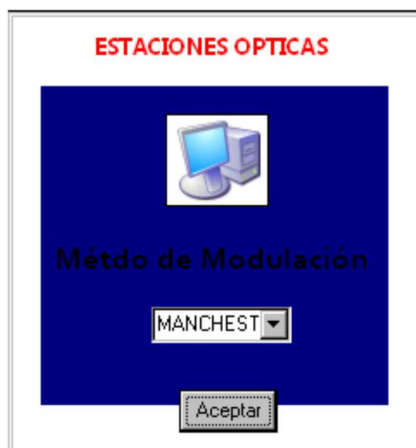 ESTACIONES OPTICAS
Métdo de Modulación
MANCHEST
Aceptar